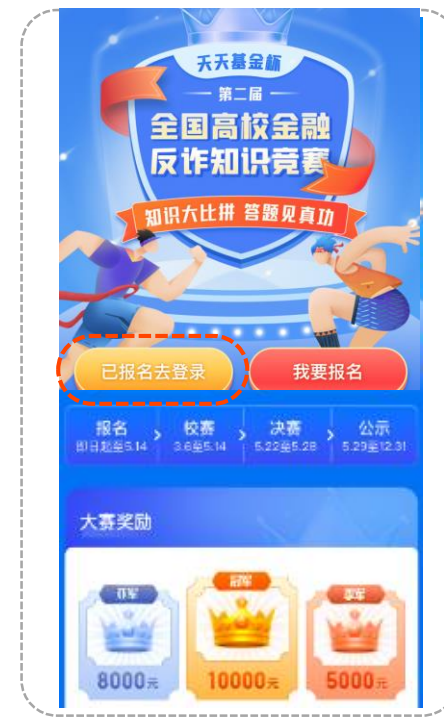 天天基金杯
第二届
全国高校金融
反诈知识竞赛
知识大比拼 答题见真功
已报名去登录
我要报名
报名 校赛 决赛 公示
即日起至5.14 3.6至5.14 5.22至5.28 5.29至12.31
大赛奖励
亚军 冠军 季军
8000元 10000元 5000元